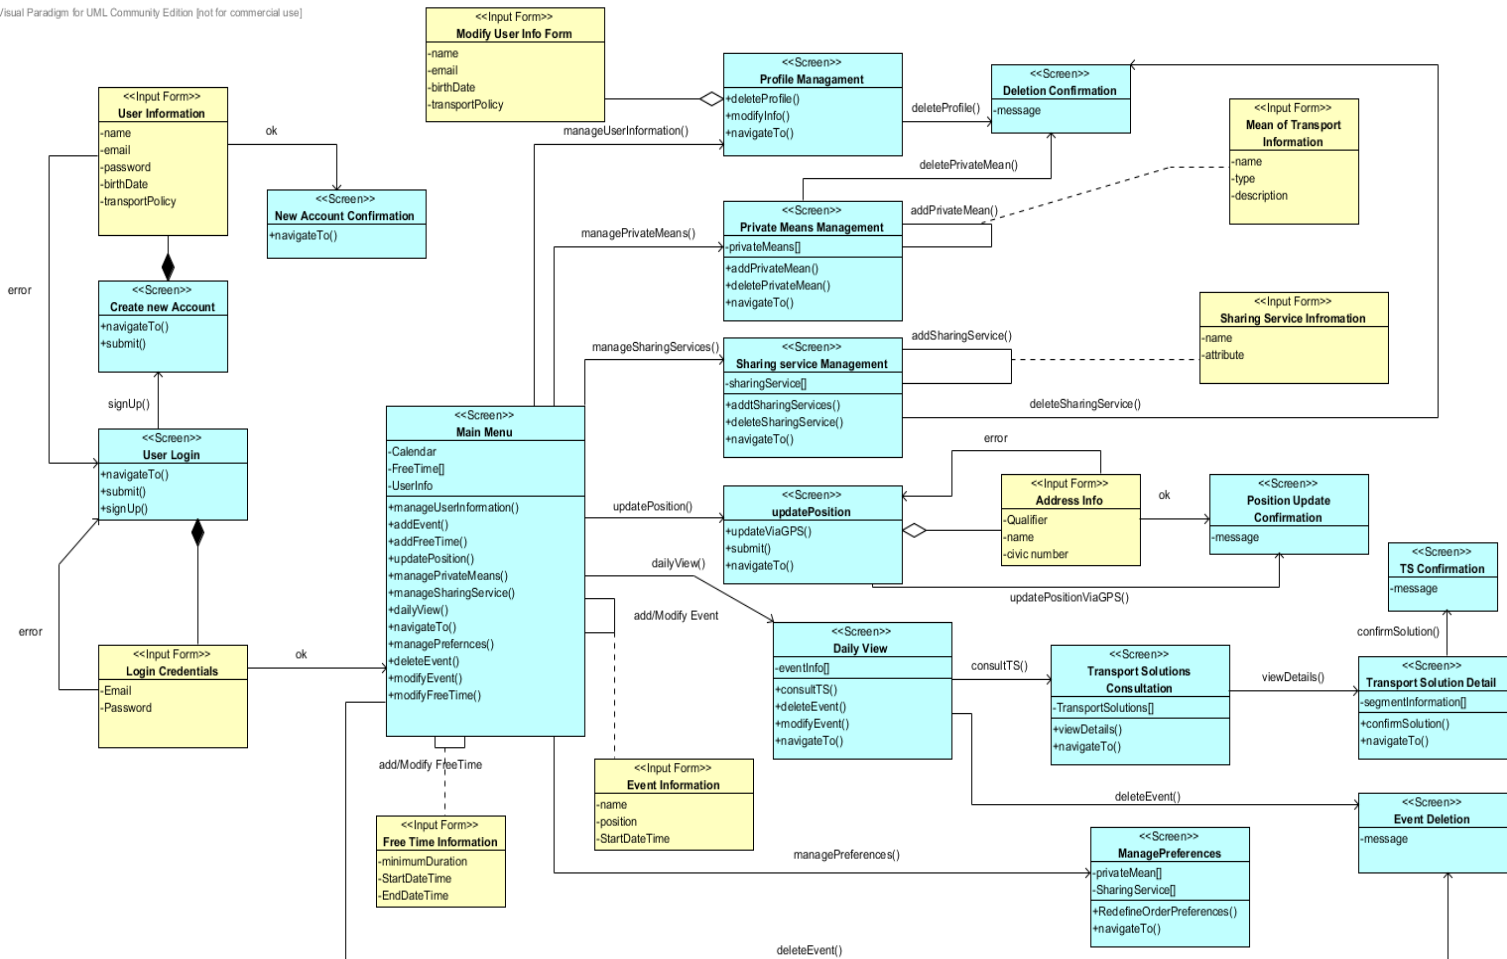 Visual Paradigm for UML Community Edition [not for commercial use]
<<Input Form>>
Modify User Info Form
-name
-email
-birthDate
-transportPolicy
<<Screen>>
Profile Managament
+deleteProfile()
+modifyInfo()
+navigateTo()
deleteProfile()
<<Screen>>
Deletion Confirmation
-message
<<Input Form>>
User Information
-name
-email
-password
-birthDate
-transportPolicy
ok
manageUserInformation()
<<Input Form>>
Mean of Transport
Information
-name
-type
-description
deletePrivateMean()
<<Screen>>
New Account Confirmation
+navigateTo()
managePrivateMeans()
<<Screen>>
Private Means Management
-privateMeans[]
+addPrivateMean()
+deletePrivateMean()
+navigateTo()
addPrivateMean()
error
<<Screen>>
Create new Account
+navigateTo()
+submit()
<<Input Form>>
Sharing Service Infromation
-name
-attribute
manageSharingServices()
<<Screen>>
Sharing service Management
-sharingService[]
+addtSharingServices()
+deleteSharingService()
+navigateTo()
addSharingService()
deleteSharingService()
signUp()
<<Screen>>
User Login
+navigateTo()
+submit()
+signUp()
<<Screen>>
Main Menu
-Calendar
-FreeTime[]
-UserInfo
+manageUserInformation()
+addEvent()
+addFreeTime()
+updatePosition()
+managePrivateMeans()
+manageSharingService()
+dailyView()
+navigateTo()
+managePrefernces()
+deleteEvent()
+modifyEvent()
+modifyFreeTime()
error
updatePosition()
<<Screen>>
updatePosition
+updateViaGPS()
+submit()
+navigateTo()
<<Input Form>>
Address Info
-Qualifier
-name
-civic number
ok
<<Screen>>
Position Update
Confirmation
-message
updatePositionViaGPS()
<<Screen>>
TS Confirmation
-message
dailyView()
add/Modify Event
error
<<Input Form>>
Login Credentials
-Email
-Password
ok
<<Screen>>
Daily View
-eventInfo[]
+consultTS()
+deleteEvent()
+modifyEvent()
+navigateTo()
consultTS()
<<Screen>>
Transport Solutions
Consultation
-TransportSolutions[]
+viewDetails()
+navigateTo()
viewDetails()
confirmSolution()
<<Screen>>
Transport Solution Detail
-segmentInformation[]
+confirmSolution()
+navigateTo()
add/Modify FreeTime
<<Input Form>>
Event Information
-name
-position
-StartDateTime
deleteEvent()
<<Screen>>
Event Deletion
-message
<<Input Form>>
Free Time Information
-minimumDuration
-StartDateTime
-EndDateTime
managePreferences()
<<Screen>>
ManagePreferences
-privateMean[]
-SharingService[]
+RedefineOrderPreferences()
+navigateTo()
deleteEvent()